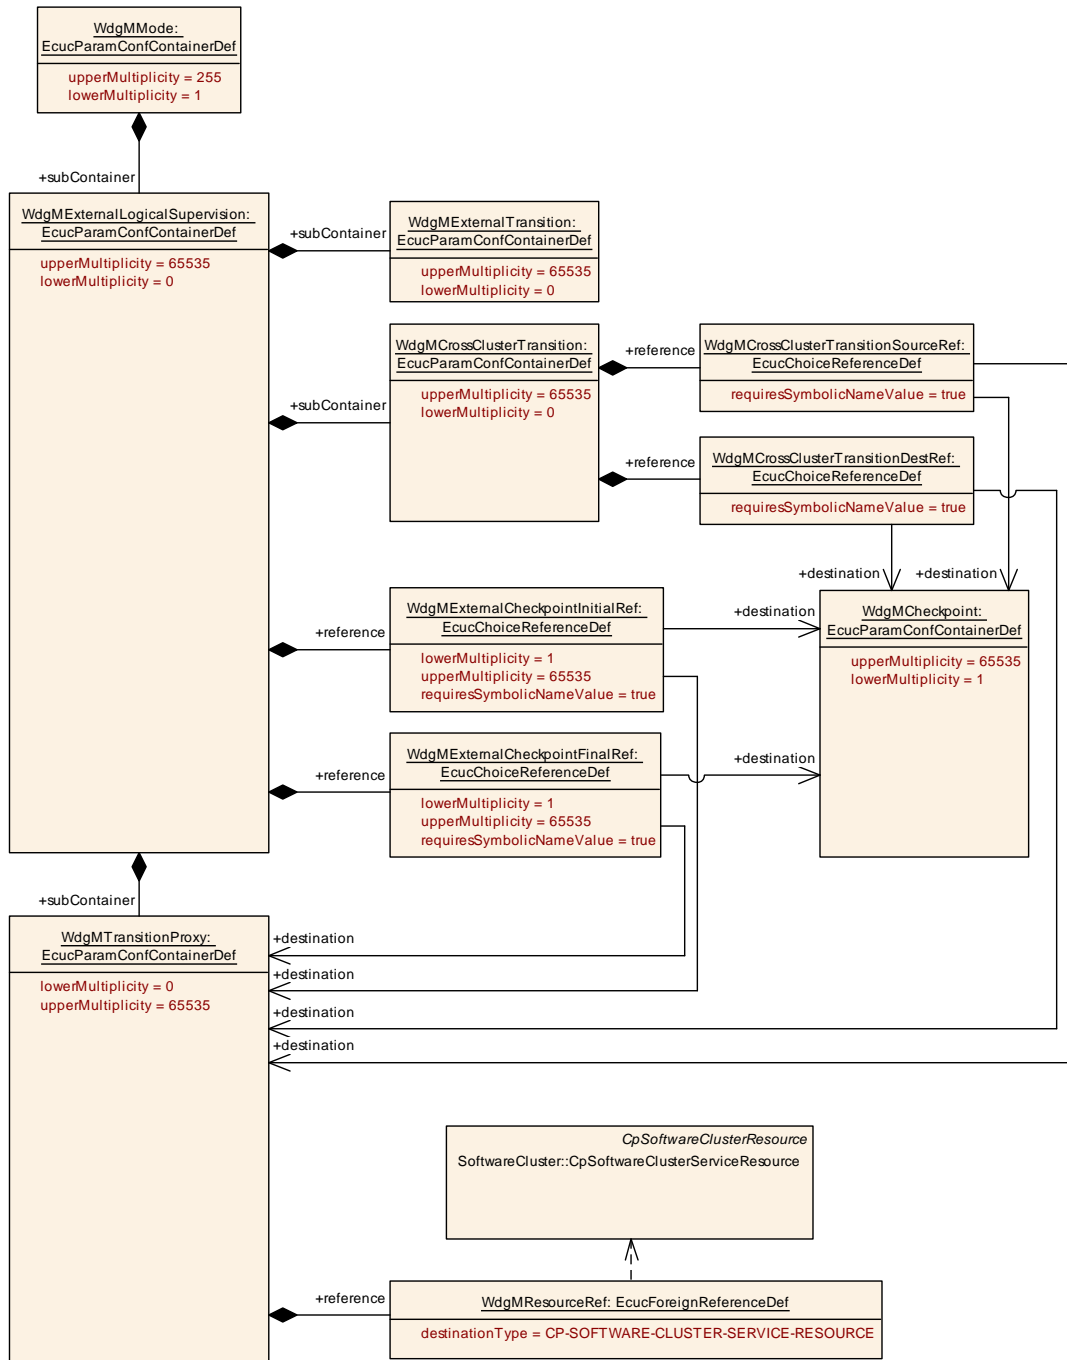 WdgMMode:
EcucParamConfContainerDef
upperMultiplicity = 255
lowerMultiplicity = 1
+subContainer
WdgMExternalLogicalSupervision:
EcucParamConfContainerDef
upperMultiplicity = 65535
lowerMultiplicity = 0
+subContainer
WdgMExternalTransition:
EcucParamConfContainerDef
upperMultiplicity = 65535
lowerMultiplicity = 0
+subContainer
WdgMCrossClusterTransition:
EcucParamConfContainerDef
upperMultiplicity = 65535
lowerMultiplicity = 0
+reference
WdgMCrossClusterTransitionSourceRef:
EcucChoiceReferenceDef
requiresSymbolicNameValue = true
+reference
WdgMCrossClusterTransitionDestRef:
EcucChoiceReferenceDef
requiresSymbolicNameValue = true
+destination
+destination
+reference
WdgMExternalCheckpointInitialRef:
EcucChoiceReferenceDef
lowerMultiplicity = 1
upperMultiplicity = 65535
requiresSymbolicNameValue = true
+destination
WdgMCheckpoint:
EcucParamConfContainerDef
upperMultiplicity = 65535
lowerMultiplicity = 1
+reference
WdgMExternalCheckpointFinalRef:
EcucChoiceReferenceDef
lowerMultiplicity = 1
upperMultiplicity = 65535
requiresSymbolicNameValue = true
+destination
+subContainer
WdgMTransitionProxy:
EcucParamConfContainerDef
lowerMultiplicity = 0
upperMultiplicity = 65535
+destination
+destination
+destination
+destination
CpSoftwareClusterResource
SoftwareCluster::CpSoftwareClusterServiceResource
+reference
WdgMResourceRef: EcucForeignReferenceDef
destinationType = CP-SOFTWARE-CLUSTER-SERVICE-RESOURCE